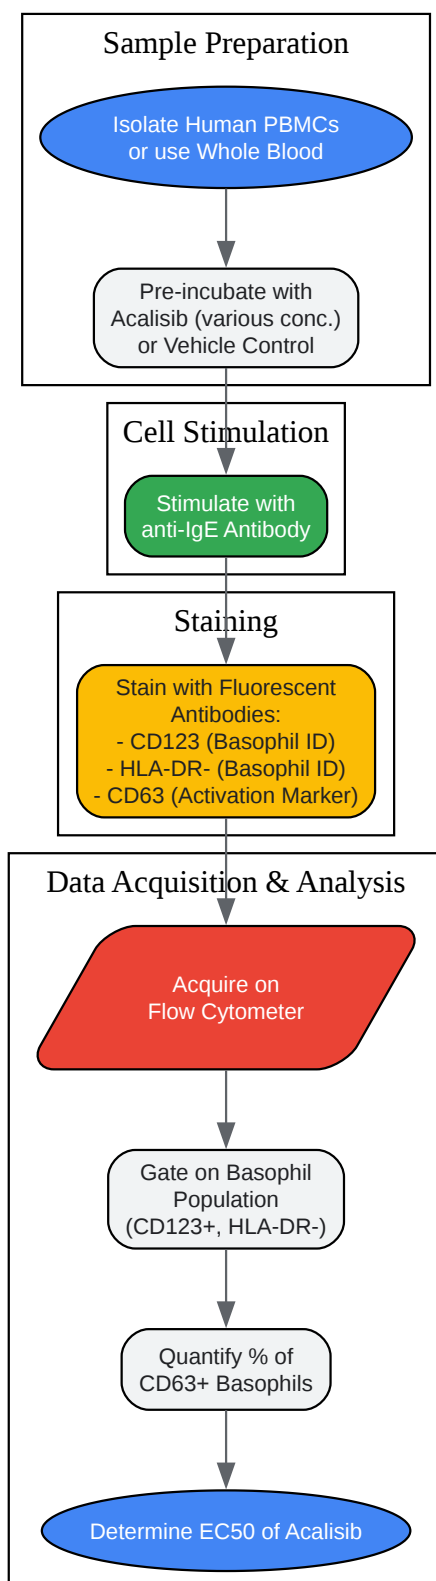 Sample Preparation
Isolate Human PBMCs
or use Whole Blood
Pre-incubate with
Acalisib (various conc.)
or Vehicle Control
Cell Stimulation
Stimulate with
anti-IgE Antibody
Staining
Stain with Fluorescent
Antibodies:
- CD123 (Basophil ID)
- HLA-DR- (Basophil ID)
- CD63 (Activation Marker)
Data Acquisition & Analysis
Acquire on
Flow Cytometer
Gate on Basophil
Population
(CD123+, HLA-DR-)
Quantify % of
CD63+ Basophils
Determine EC50 of Acalisib